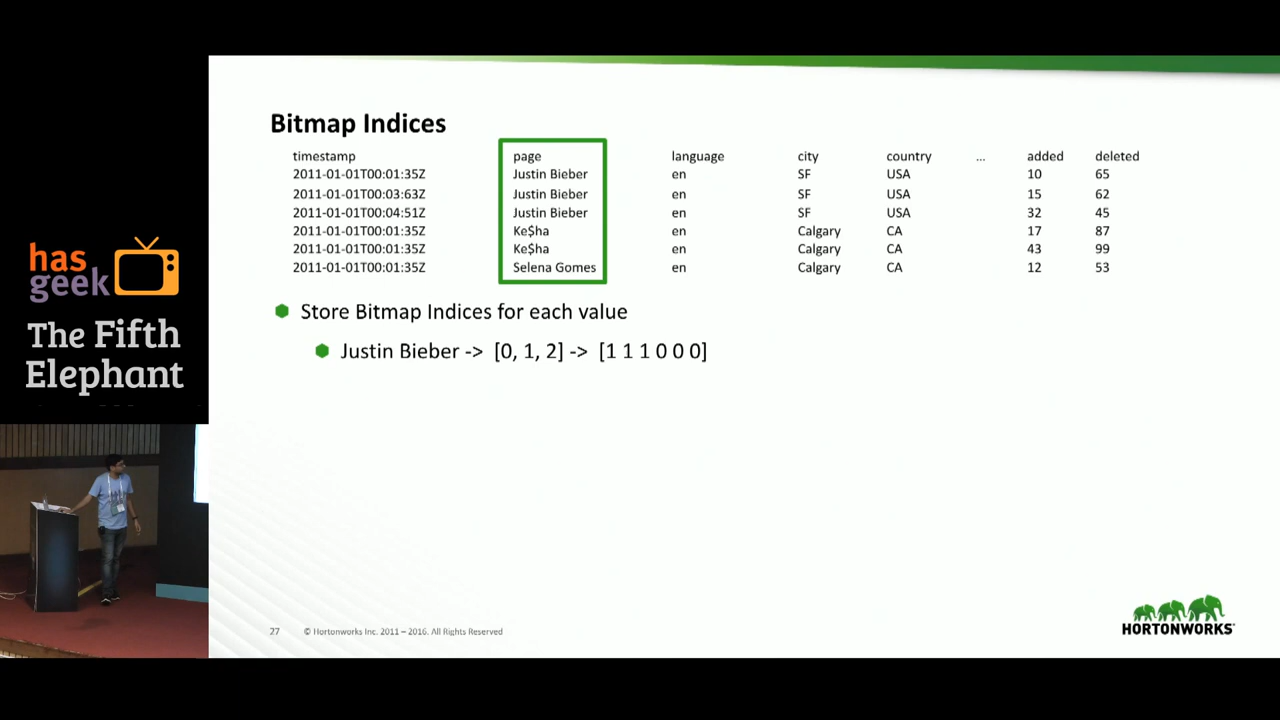 Bitmap Indices
timestamp page language city country ... added deleted
2011-01-01T00:01:35Z Justin Bieber en SF USA 10 65
2011-01-01T00:03:63Z Justin Bieber en SF USA 15 62
2011-01-01T00:04:51Z Justin Bieber en SF USA 32 45
2011-01-01T00:01:35Z Ke$ha en Calgary CA 17 87
2011-01-01T00:01:35Z Ke$ha en Calgary CA 43 99
2011-01-01T00:01:35Z Selena Gomes en Calgary CA 12 53
Store Bitmap Indices for each value
Justin Bieber -> [0, 1, 2] -> [1 1 1 0 0 0]
has
geek
The Fifth
Elephant
27 © Hortonworks Inc. 2011 – 2016. All Rights Reserved
HORTONWORKS